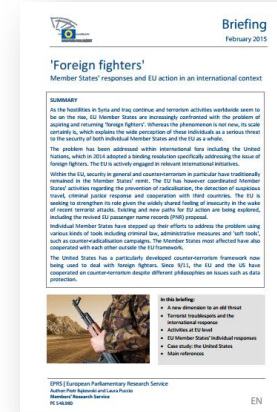 Briefing
February 2015
'Foreign fighters'
Member States' responses and EU action in an international context
SUMMARY
As the hostilities in Syria and Iraq continue and terrorism activities worldwide seem to
be on the rise, EU Member States are increasingly confronted with the problem of
aspiring and returning 'foreign fighters'. Whereas the phenomenon is not new, its scale
certainly is, which explains the wide perception of these individuals as a serious threat
to the security of both individual Member States and the EU as a whole.
The problem has been addressed within international fora including the United
Nations, which in 2014 adopted a binding resolution specifically addressing the issue of
foreign fighters. The EU is actively engaged in relevant international initiatives.
Within the EU, security in general and counter-terrorism in particular have traditionally
remained in the Member States' remit. The EU has however coordinated Member
States' activities regarding the prevention of radicalisation, the detection of suspicious
travel, criminal justice response and cooperation with third countries. The EU is
seeking to strengthen its role given the widely shared feeling of insecurity in the wake
of recent terrorist attacks. Existing and new paths for EU action are being explored,
including the revised EU passenger name records (PNR) proposal.
Individual Member States have stepped up their efforts to address the problem using
various kinds of tools including criminal law, administrative measures and 'soft tools',
such as counter-radicalisation campaigns. The Member States most affected have also
cooperated with each other outside the EU framework.
The United States has a particularly developed counter-terrorism framework now
being used to deal with foreign fighters. Since 9/11, the EU and the US have
cooperated on counter-terrorism despite different philosophies on issues such as data
protection.
In this briefing:
• A new dimension to an old threat
• Terrorist troublespots and the
international response
• Activities at EU level
• EU Member States' individual responses
• Case study: the United States
• Main references
EPRS | European Parliamentary Research Service
Author: Piotr Bąkowski and Laura Puccio
Members' Research Service
PE 548.980
EN